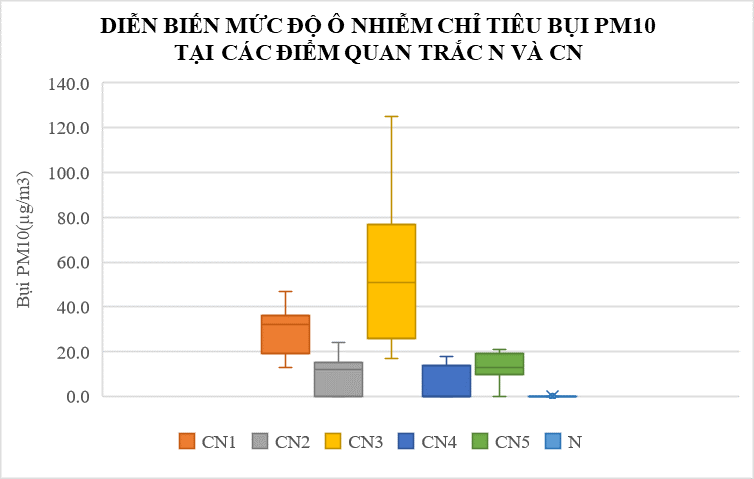 DIỄN BIẾN MỨC ĐỘ Ô NHIỄM CHỈ TIÊU BỤI PM10
TẠI CÁC ĐIỂM QUAN TRẮC N VÀ CN
140.0
120.0
100.0
80.0
60.0
40.0
20.0
0.0
Bụi PM10(µg/m3)
CN1 CN2 CN3 CN4 CN5 N